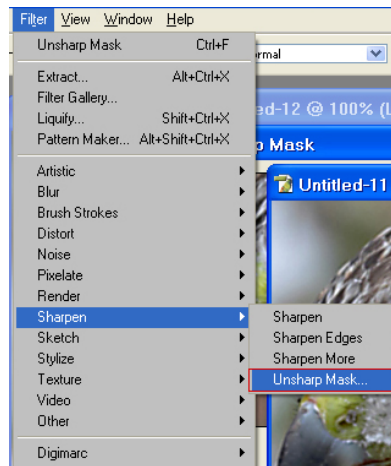 Filter View Window Help
Unsharp Mask Ctrl+F
Extract... Alt+Ctrl+X
Filter Gallery...
Liquify... Shift+Ctrl+X
Pattern Maker... Alt+Shift+Ctrl+X
Artistic
Blur
Brush Strokes
Distort
Noise
Pixelate
Render
Sharpen
Sketch
Stylize
Texture
Video
Other
Digimarc
rmal
ed-12 @ 100% (L
p Mask
Untitled-11
Sharpen
Sharpen Edges
Sharpen More
Unsharp Mask...